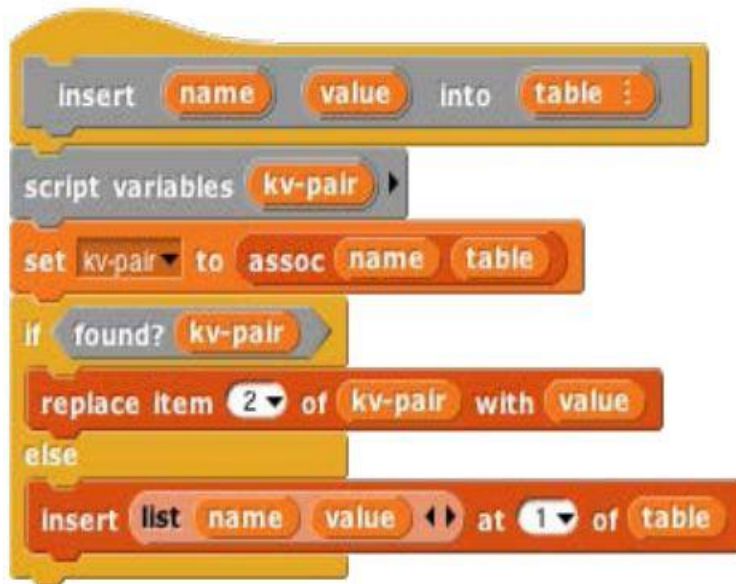 insert name value into table ⋮
script variables kv-pair
set kv-pair to assoc name table
if found? kv-pair
replace item 2 of kv-pair with value
else
insert list name value at 1 of table